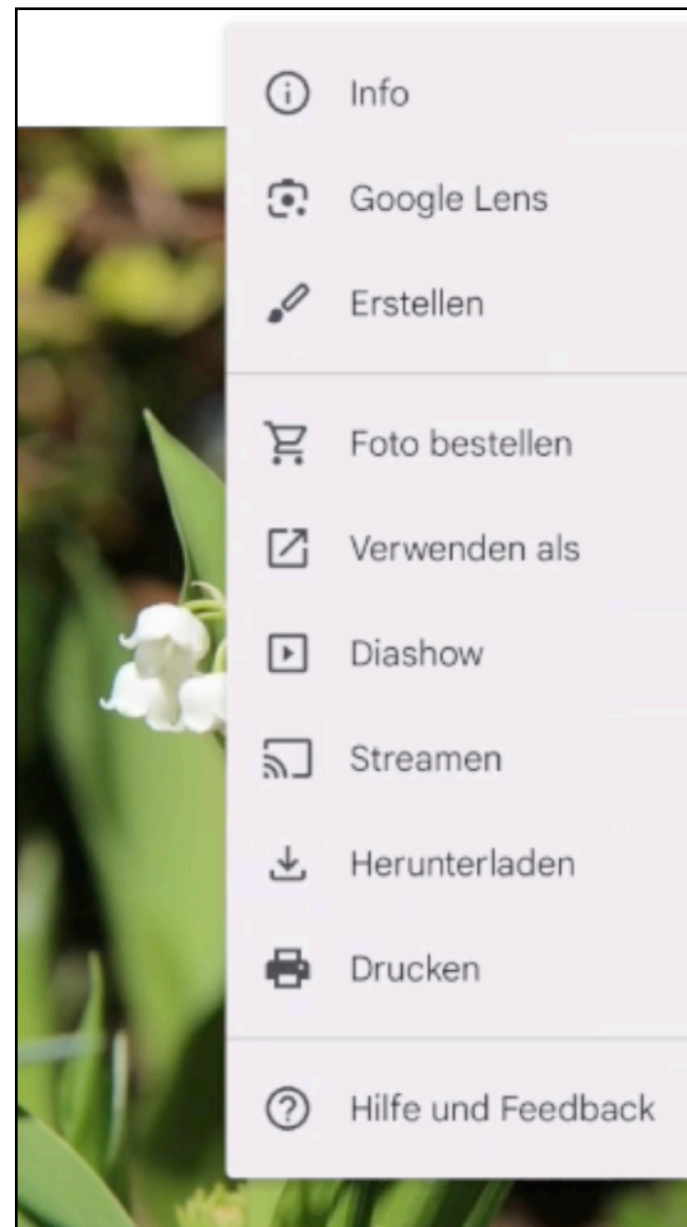 Info
Google Lens
Erstellen
Foto bestellen
Verwenden als
Diashow
Streamen
Herunterladen
Drucken
Hilfe und Feedback